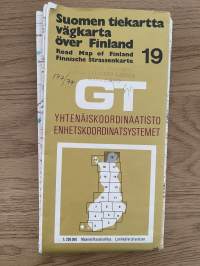 Suomen tiekartta
vägkarta
över Finland
Road Map of Finland
Finnische Strassenkarte
19
GT
YHTENÄISKOORDINAATISTO
ENHETSKOORDINATSYSTEMET
1:200 000